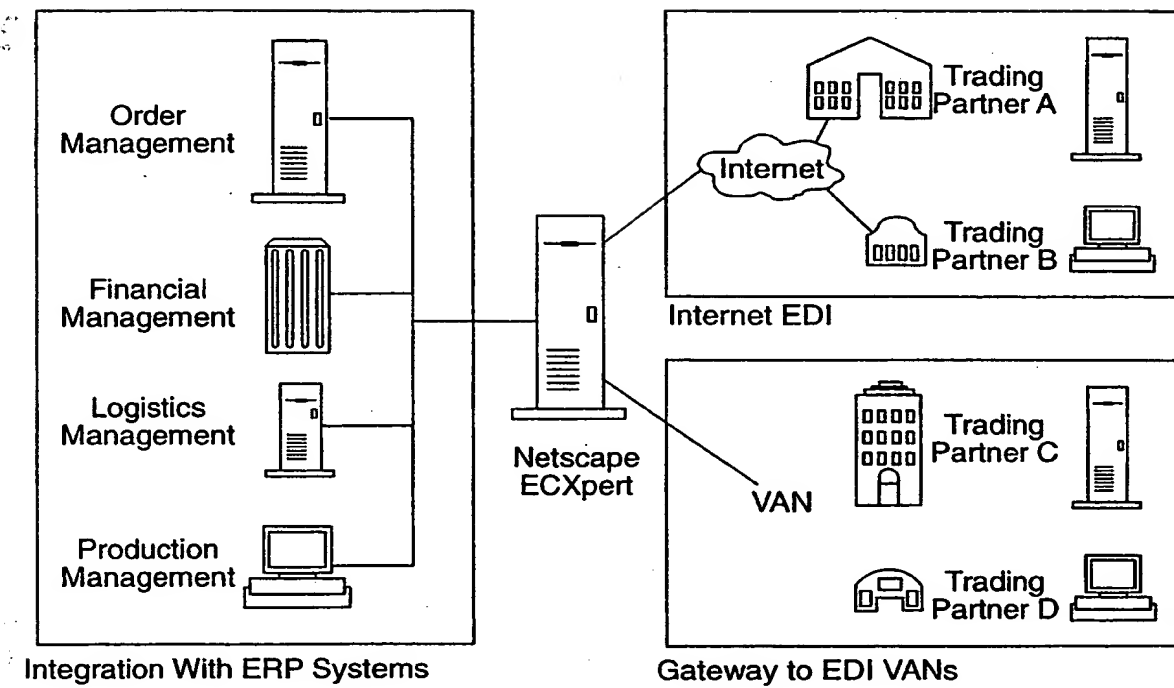 Order
Management
Financial
Management
Logistics
Management
Production
Management
Integration With ERP Systems
Netscape
ECXpert
Internet
Trading
Partner A
Trading
Partner B
Internet EDI
VAN
Trading
Partner C
Trading
Partner D
Gateway to EDI VANs